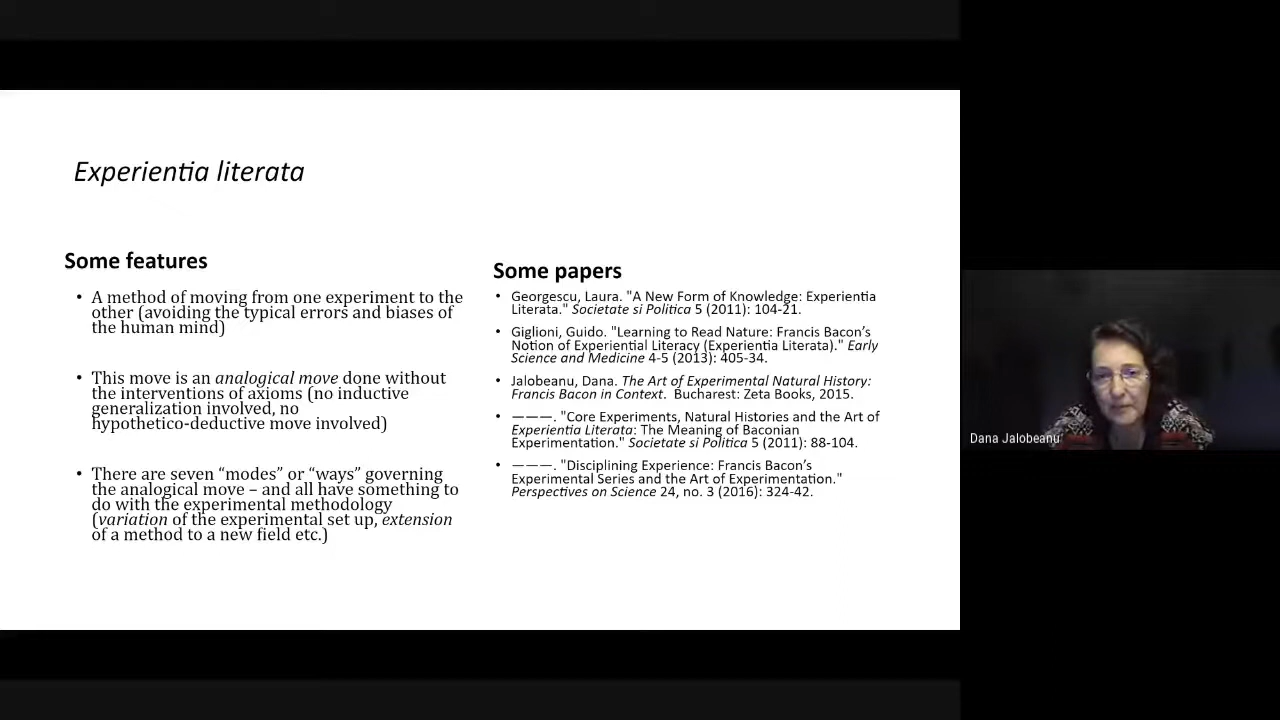 Experientia literata
Some features
• A method of moving from one experiment to the
other (avoiding the typical errors and biases of
the human mind)
• This move is an analogical move done without
the interventions of axioms (no inductive
generalization involved, no
hypothetico-deductive move involved)
• There are seven “modes” or “ways” governing
the analogical move – and all have something to
do with the experimental methodology
(variation of the experimental set up, extension
of a method to a new field etc.)
Some papers
• Georgescu, Laura. "A New Form of Knowledge: Experientia
Literata." Societate si Politica 5 (2011): 104-21.
• Giglioni, Guido. "Learning to Read Nature: Francis Bacon’s
Notion of Experiential Literacy (Experientia Literata)." Early
Science and Medicine 4-5 (2013): 405-34.
• Jalobeanu, Dana. The Art of Experimental Natural History:
Francis Bacon in Context. Bucharest: Zeta Books, 2015.
• ———. "Core Experiments, Natural Histories and the Art of
Experientia Literata: The Meaning of Baconian
Experimentation." Societate si Politica 5 (2011): 88-104.
• ———. "Disciplining Experience: Francis Bacon’s
Experimental Series and the Art of Experimentation."
Perspectives on Science 24, no. 3 (2016): 324-42.
Dana Jalobeanu